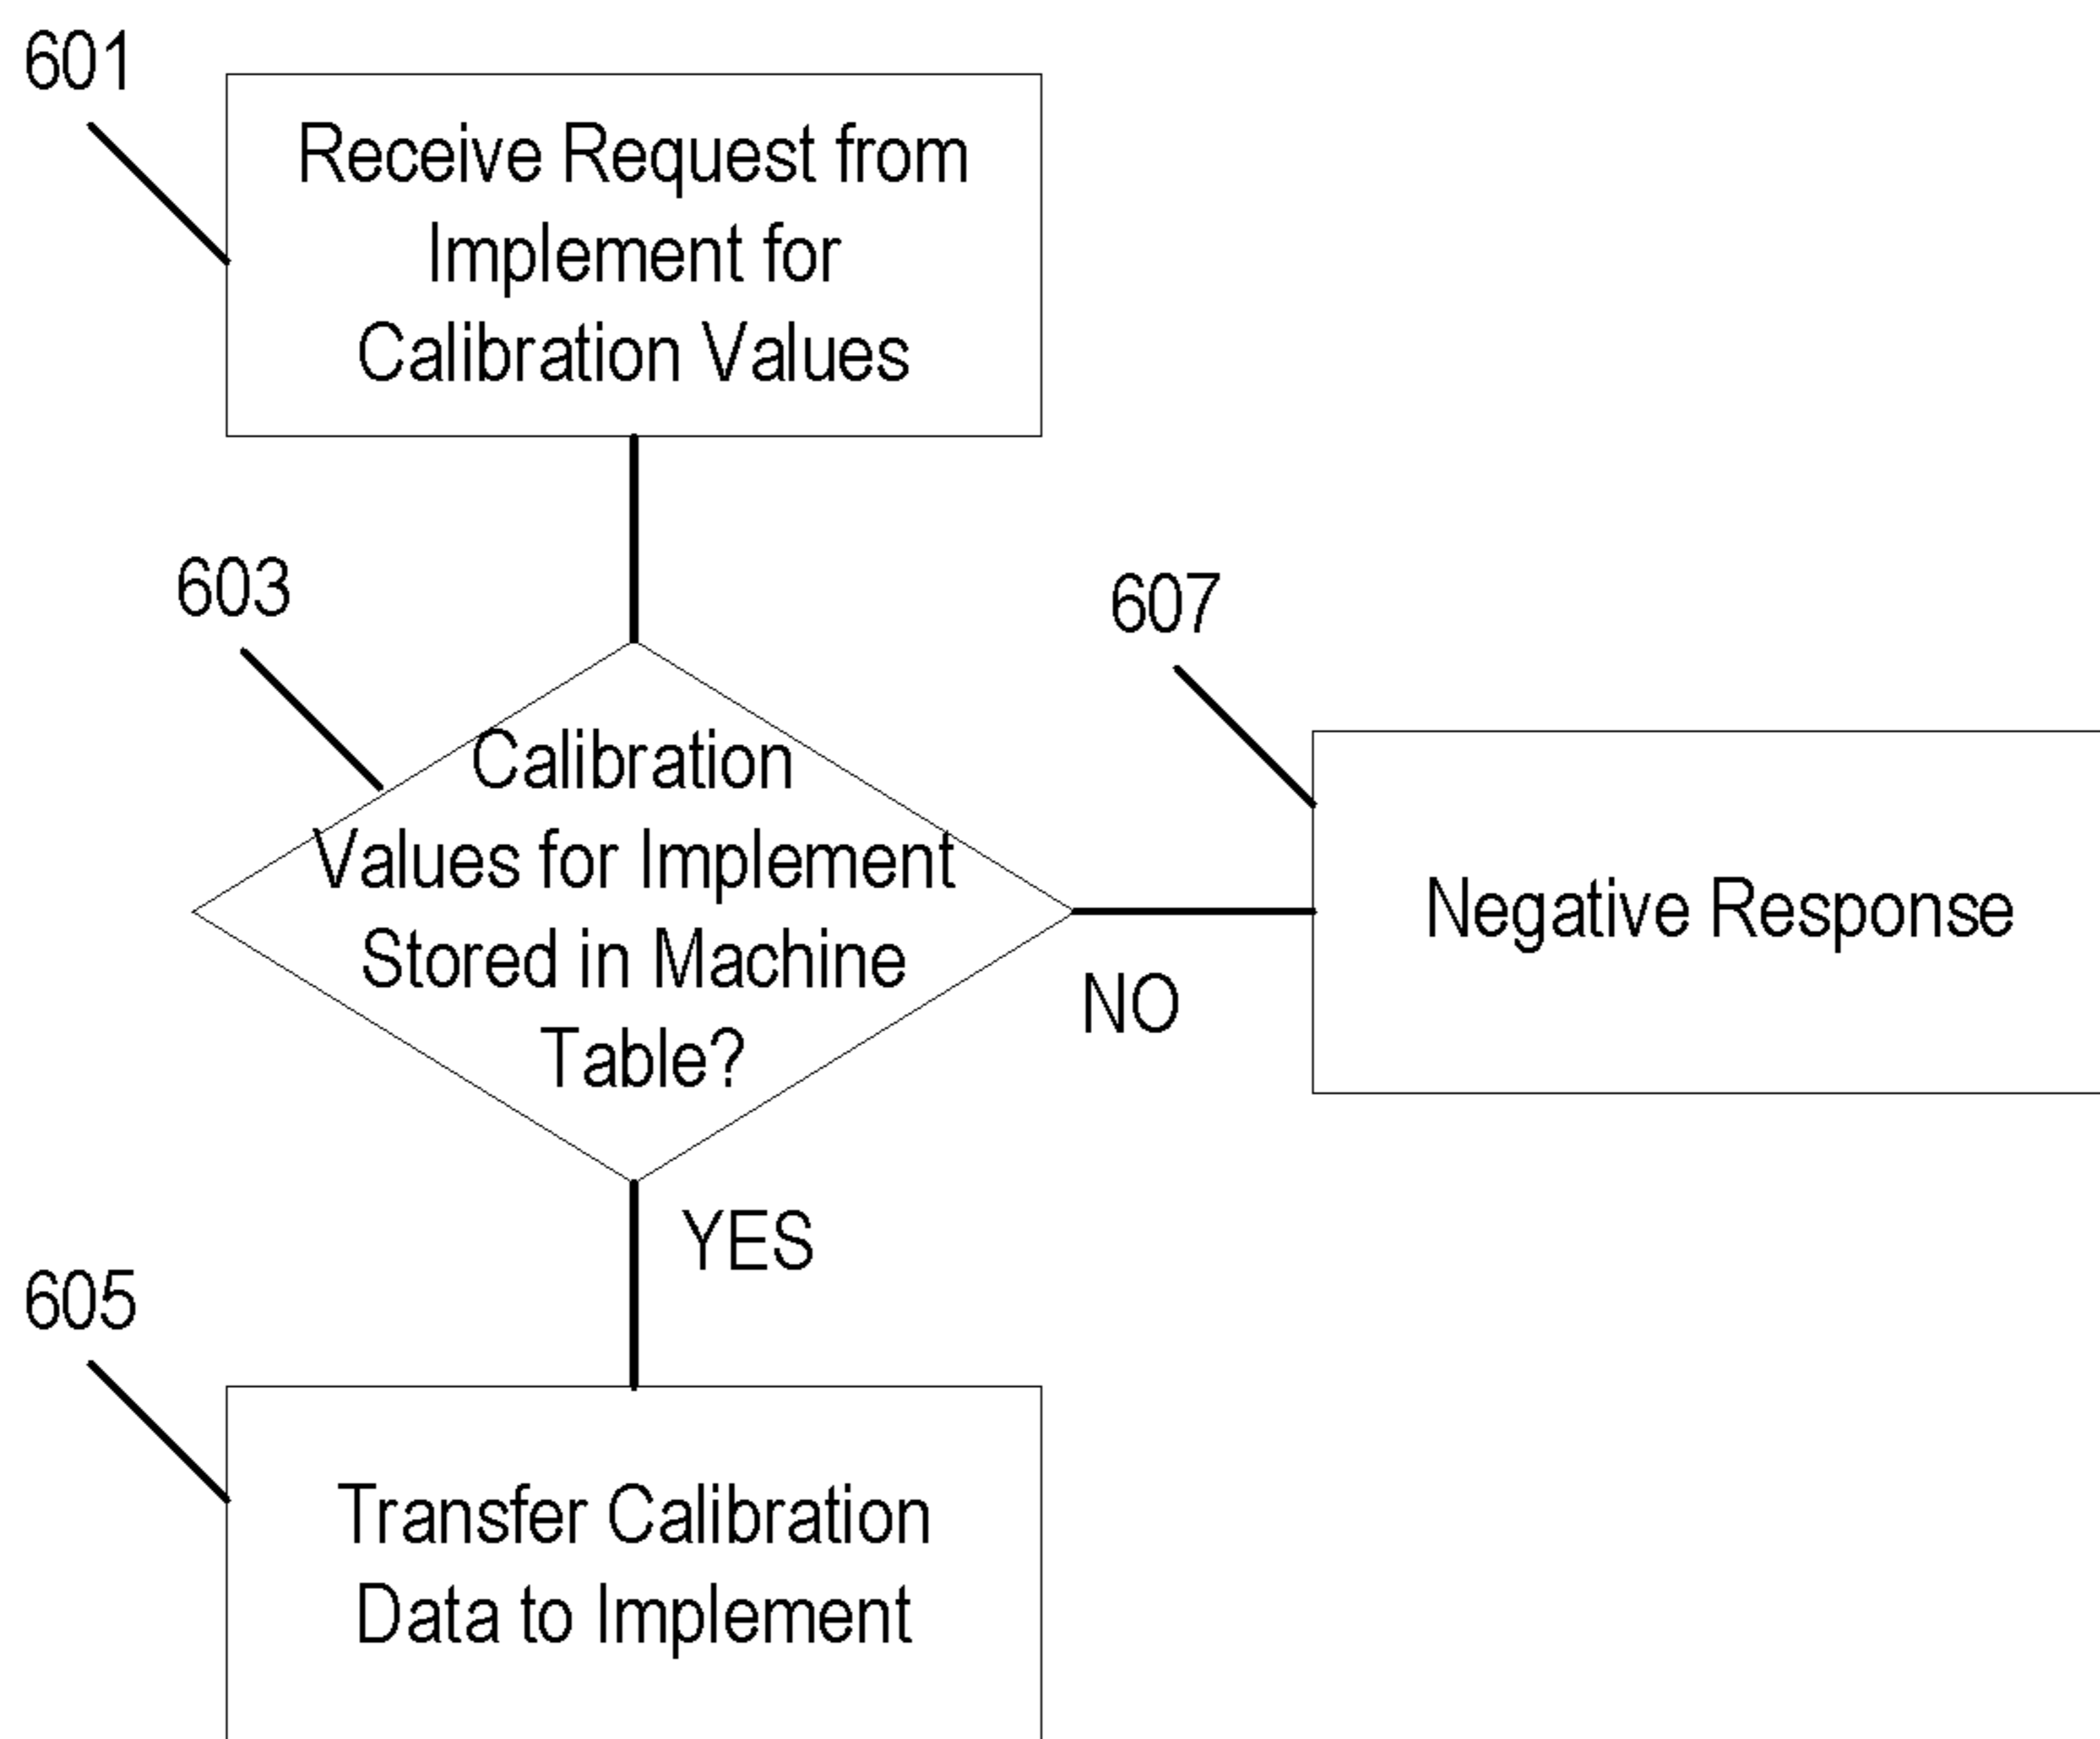 601
Receive Request from
Implement for
Calibration Values
603
Calibration
Values for Implement
Stored in Machine
Table?
607
Negative Response
NO
YES
605
Transfer Calibration
Data to Implement